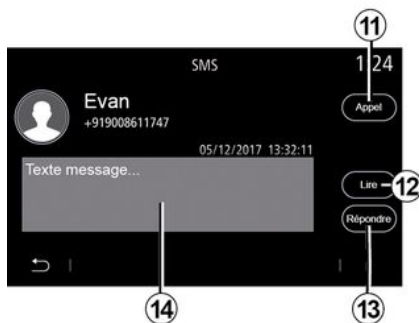 11
SMS 1 24
Evan
+919008611747
Appel
05/12/2017 13:32:11
Texte message...
Lire
12
Répondre
14
13